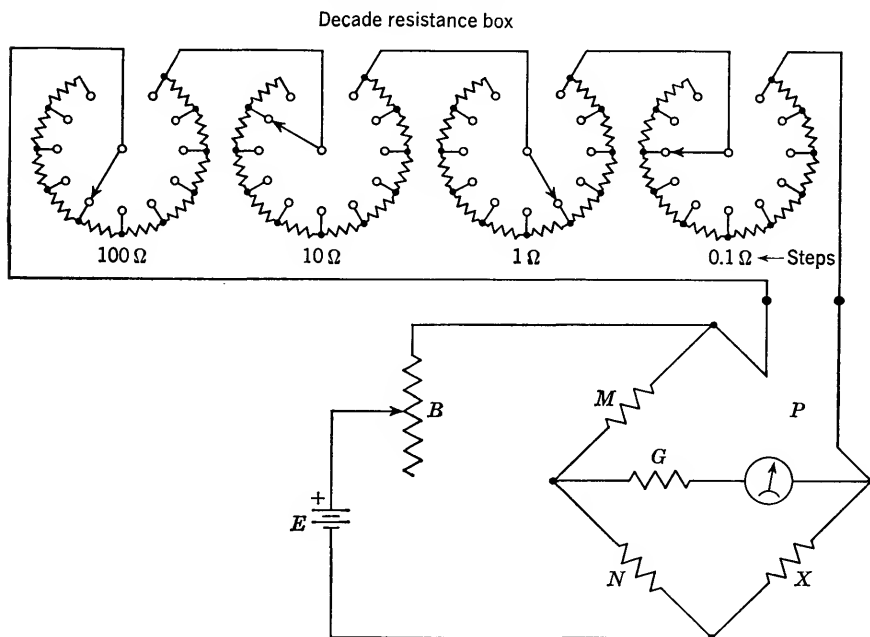 Decade resistance box
100 Ω
10 Ω
1 Ω
0.1 Ω ← Steps
M
P
B
G
+
E
N
X